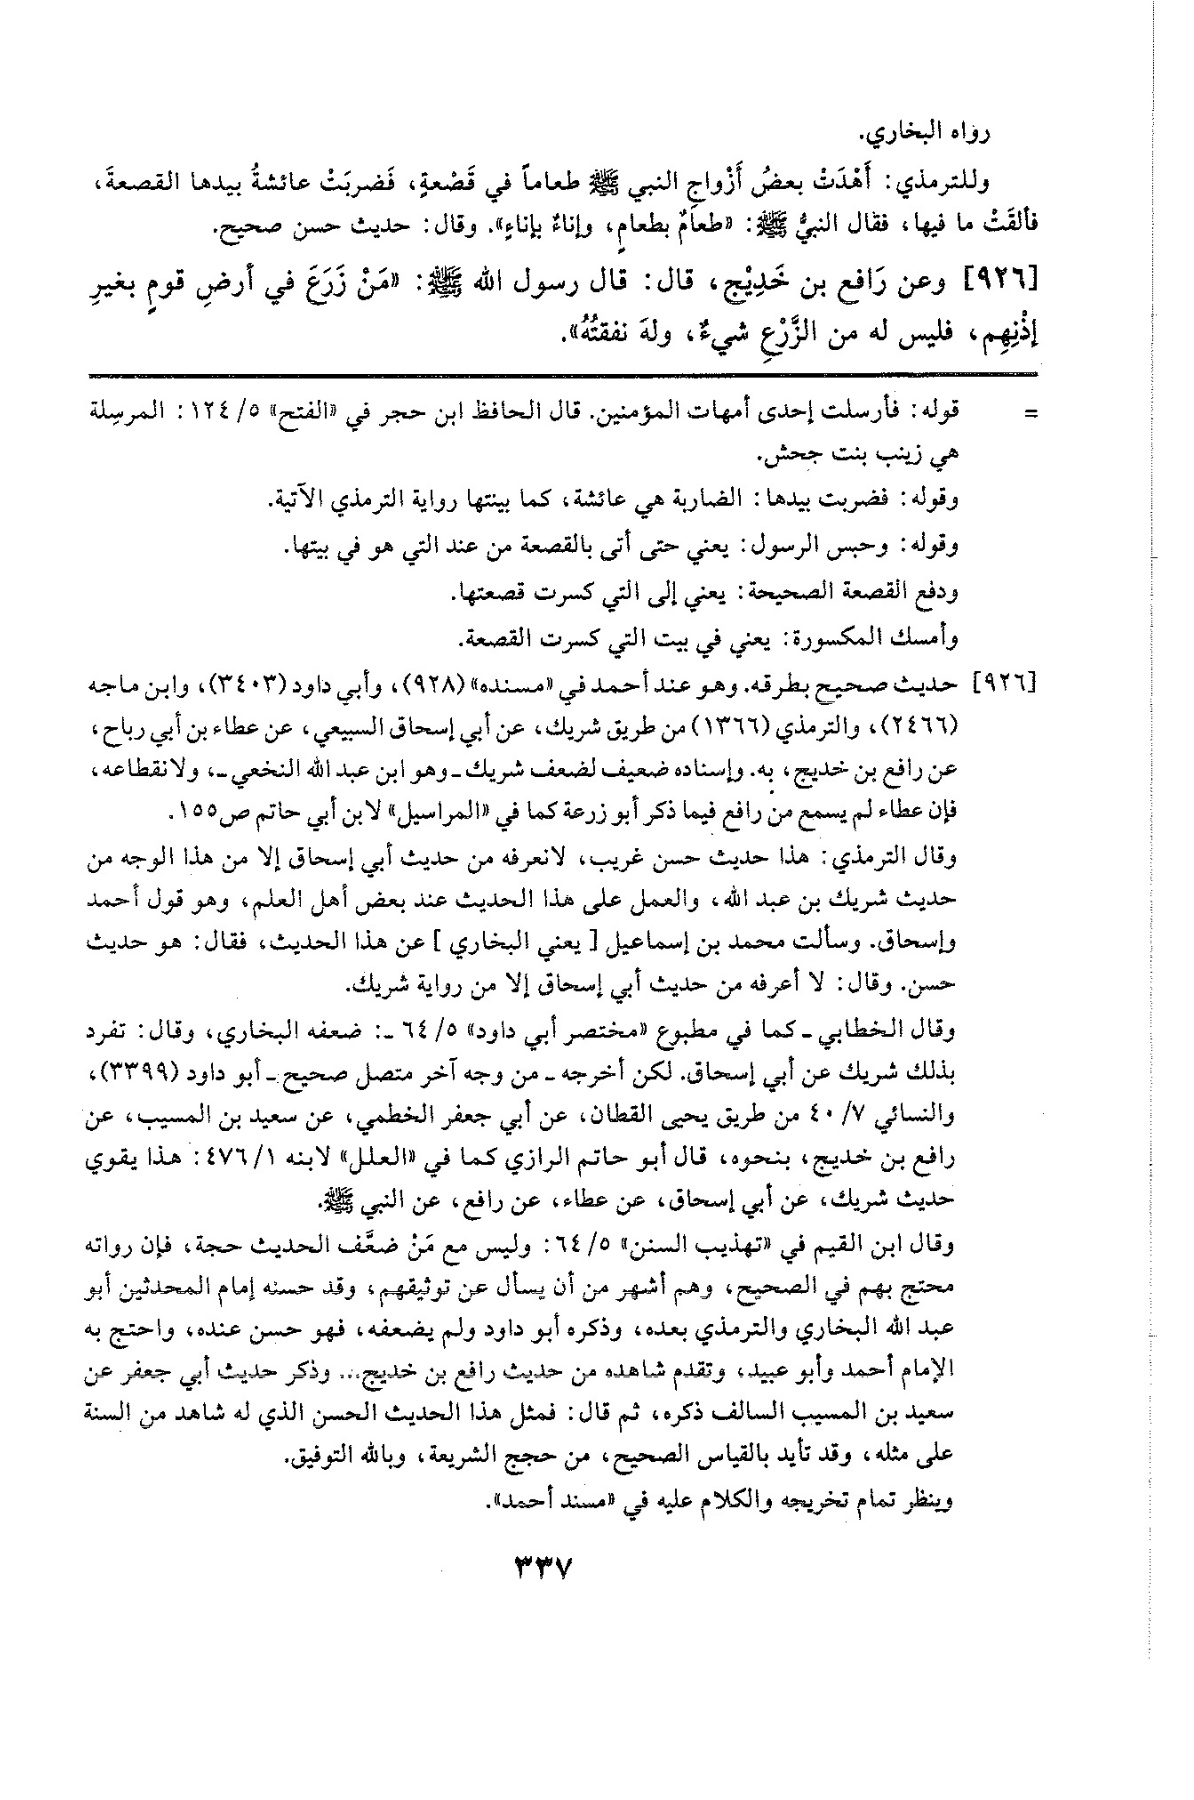 رواه البخاري.
وللترمذي: أَهْدَتْ بعضُ أَزْواجِ النبي ﷺ طعاماً في قَصْعةٍ، فَضربَتْ عائشةُ بيدها القصعةَ،
فألقَتْ ما فيها، فقال النبيُّ ﷺ: «طعامٌ بطعامٍ، وإناءٌ بإناءٍ». وقال: حديث حسن صحيح.
[٩٢٦] وعن رَافع بن خَدِيْج، قال: قال رسول الله ﷺ: «مَنْ زَرَعَ في أرضِ قومٍ بغيرِ
إذْنِهِم، فليس له من الزَّرْعِ شيءٌ، ولهَ نفقتُهُ».
= قوله: فأرسلت إحدى أمهات المؤمنين. قال الحافظ ابن حجر في «الفتح» ٥/ ١٢٤: المرسِلة
هي زينب بنت جحش.
وقوله: فضربت بيدها: الضاربة هي عائشة، كما بينتها رواية الترمذي الآتية.
وقوله: وحبس الرسول: يعني حتى أتى بالقصعة من عند التي هو في بيتها.
ودفع القصعة الصحيحة: يعني إلى التي كسرت قصعتها.
وأمسك المكسورة: يعني في بيت التي كسرت القصعة.
[٩٢٦] حديث صحيح بطرقه. وهو عند أحمد في «مسنده» (٩٢٨)، وأبي داود (٣٤٠٣)، وابن ماجه
(٢٤٦٦)، والترمذي (١٣٦٦) من طريق شريك، عن أبي إسحاق السبيعي، عن عطاء بن أبي رباح،
عن رافع بن خديج، به. وإسناده ضعيف لضعف شريك ـ وهو ابن عبد الله النخعي ـ، ولانقطاعه،
فإن عطاء لم يسمع من رافع فيما ذكر أبو زرعة كما في «المراسيل» لابن أبي حاتم ص١٥٥.
وقال الترمذي: هذا حديث حسن غريب، لانعرفه من حديث أبي إسحاق إلا من هذا الوجه من
حديث شريك بن عبد الله، والعمل على هذا الحديث عند بعض أهل العلم، وهو قول أحمد
وإسحاق. وسألت محمد بن إسماعيل [ يعني البخاري ] عن هذا الحديث، فقال: هو حديث
حسن. وقال: لا أعرفه من حديث أبي إسحاق إلا من رواية شريك.
وقال الخطابي ـ كما في مطبوع «مختصر أبي داود» ٥/ ٦٤ ـ: ضعفه البخاري، وقال: تفرد
بذلك شريك عن أبي إسحاق. لكن أخرجه ـ من وجه آخر متصل صحيح ـ أبو داود (٣٣٩٩)،
والنسائي ٧/ ٤٠ من طريق يحيى القطان، عن أبي جعفر الخطمي، عن سعيد بن المسيب، عن
رافع بن خديج، بنحوه، قال أبو حاتم الرازي كما في «العلل» لابنه ١/ ٤٧٦: هذا يقوي
حديث شريك، عن أبي إسحاق، عن عطاء، عن رافع، عن النبي ﷺ.
وقال ابن القيم في «تهذيب السنن» ٥/ ٦٤: وليس مع مَنْ ضعَّف الحديث حجة، فإن رواته
محتج بهم في الصحيح، وهم أشهر من أن يسأل عن توثيقهم، وقد حسنه إمام المحدثين أبو
عبد الله البخاري والترمذي بعده، وذكره أبو داود ولم يضعفه، فهو حسن عنده، واحتج به
الإمام أحمد وأبو عبيد، وتقدم شاهده من حديث رافع بن خديج... وذكر حديث أبي جعفر عن
سعيد بن المسيب السالف ذكره، ثم قال: فمثل هذا الحديث الحسن الذي له شاهد من السنة
على مثله، وقد تأيد بالقياس الصحيح، من حجج الشريعة، وبالله التوفيق.
وينظر تمام تخريجه والكلام عليه في «مسند أحمد».
٣٣٧